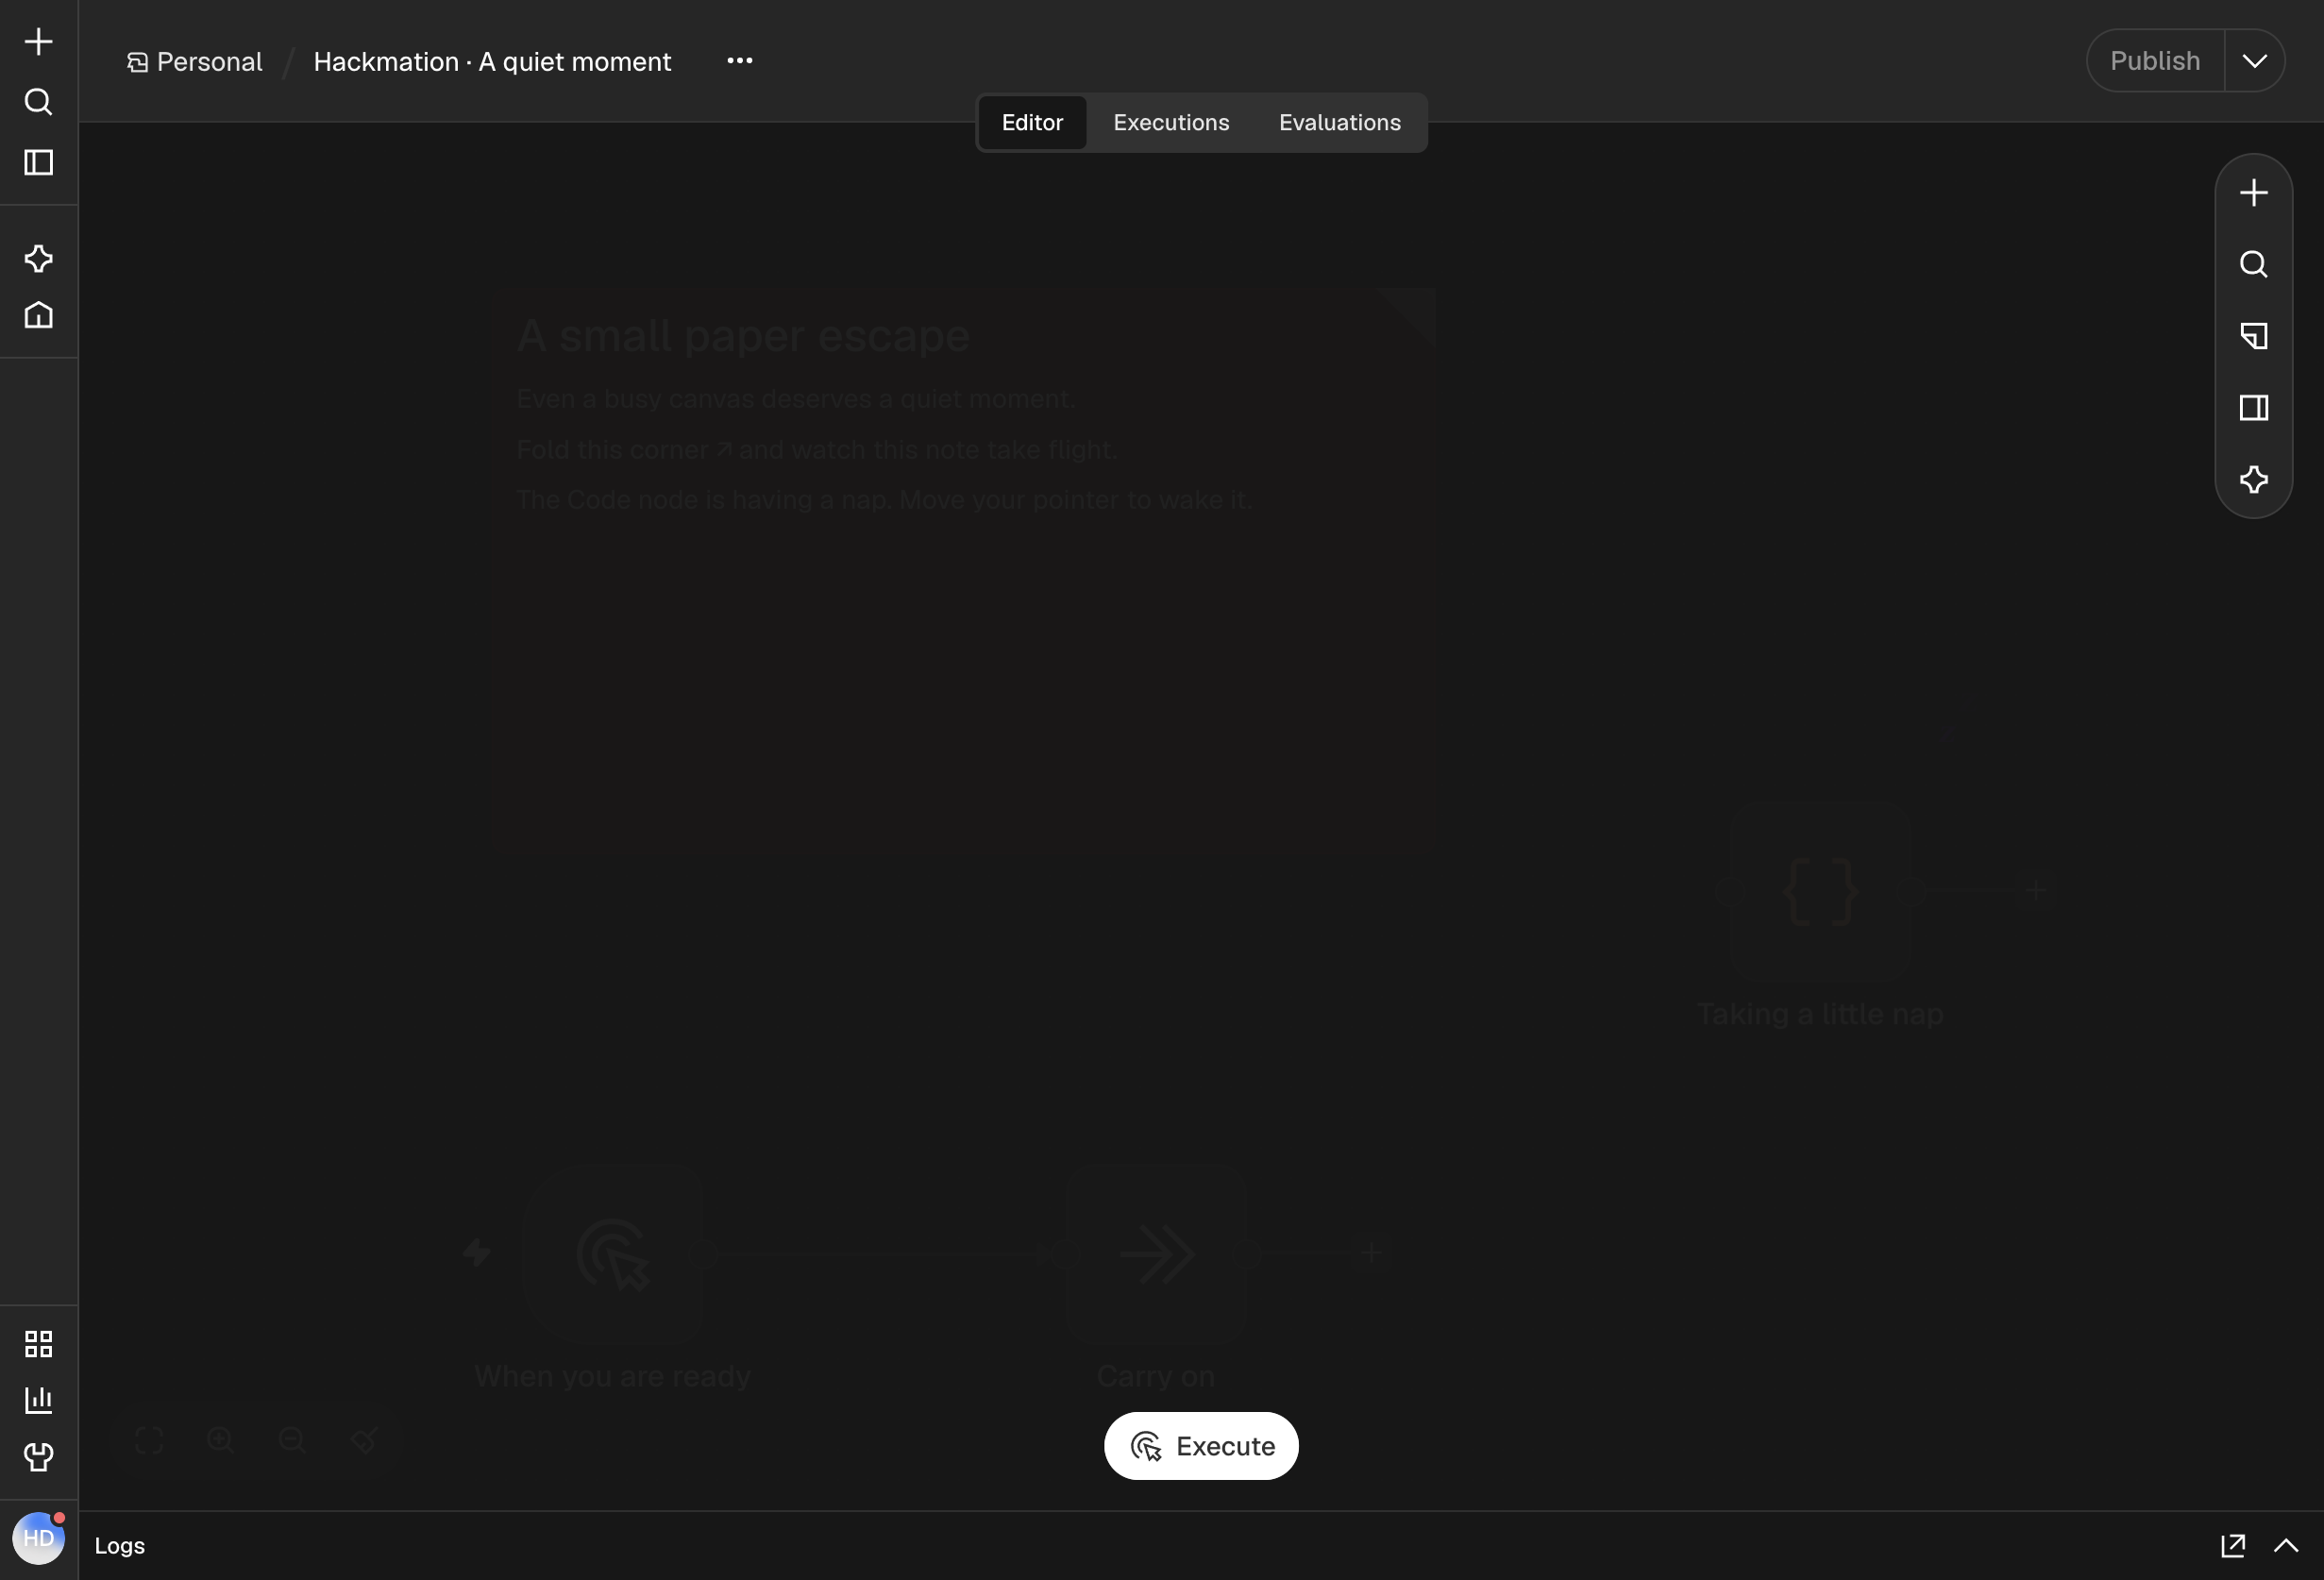 Personal / Hackmation · A quiet moment
Publish
Editor Executions Evaluations
A small paper escape
Even a busy canvas deserves a quiet moment.
Fold this corner ↗ and watch this note take flight.
The Code node is having a nap. Move your pointer to wake it.
Taking a little nap
When you are ready
Carry on
Execute
HD
Logs